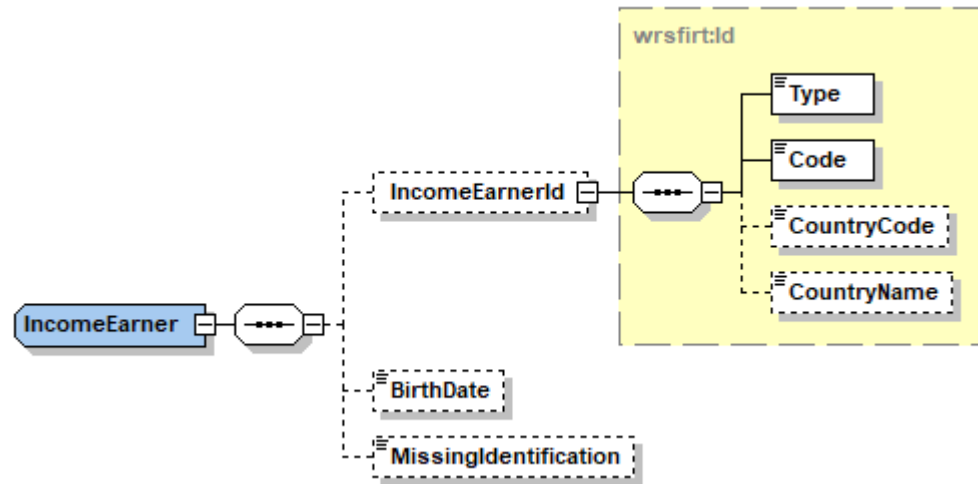 wrsfirt:Id
Type
Code
IncomeEarnerId
CountryCode
CountryName
IncomeEarner
BirthDate
MissingIdentification